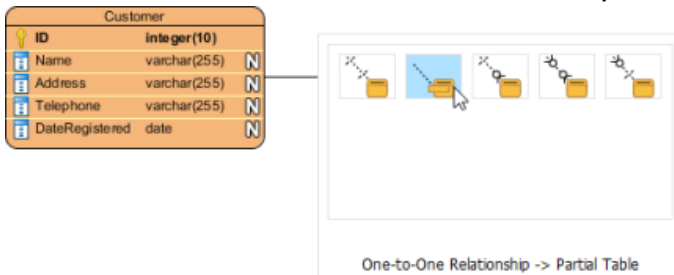 Customer
ID integer(10)
Name varchar(255) N
Address varchar(255) N
Telephone varchar(255) N
DateRegistered date N
One-to-One Relationship -> Partial Table